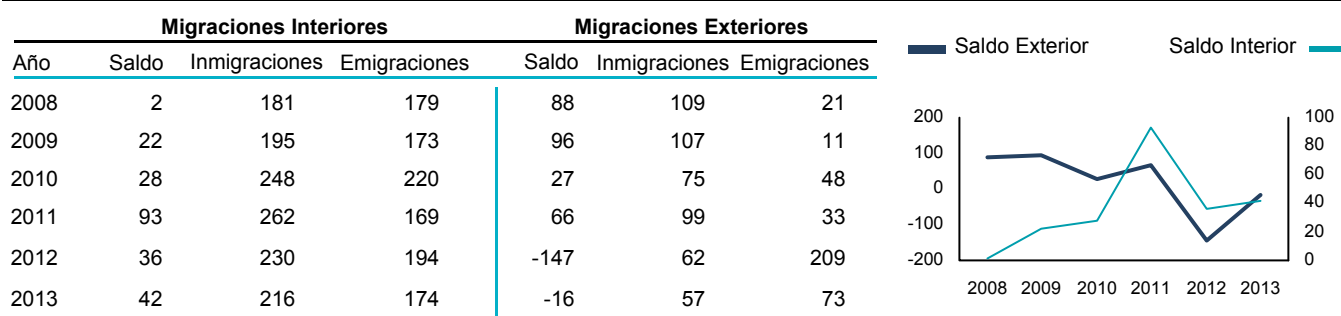 Migraciones Interiores Migraciones Exteriores
Año Saldo Inmigraciones Emigraciones Saldo Inmigraciones Emigraciones
2008 2 181 179 88 109 21
2009 22 195 173 96 107 11
2010 28 248 220 27 75 48
2011 93 262 169 66 99 33
2012 36 230 194 -147 62 209
2013 42 216 174 -16 57 73
Saldo Exterior Saldo Interior
200 100
100 80
0 60
-100 40
-200 20
0
2008 2009 2010 2011 2012 2013